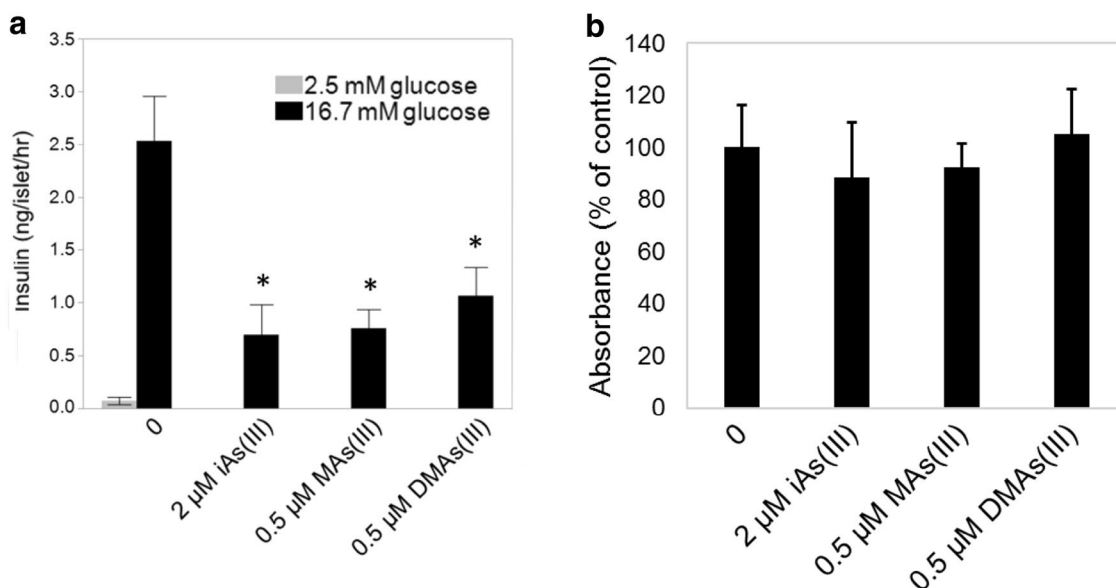 a
Insulin (ng/islet/hr)
3.5
3.0
2.5
2.0
1.5
1.0
0.5
0.0
2.5 mM glucose
16.7 mM glucose
*
*
*
0
2 µM iAs(III)
0.5 µM MAs(III)
0.5 µM DMAs(III)
b
Absorbance (% of control)
140
120
100
80
60
40
20
0
0
2 µM iAs(III)
0.5 µM MAs(III)
0.5 µM DMAs(III)